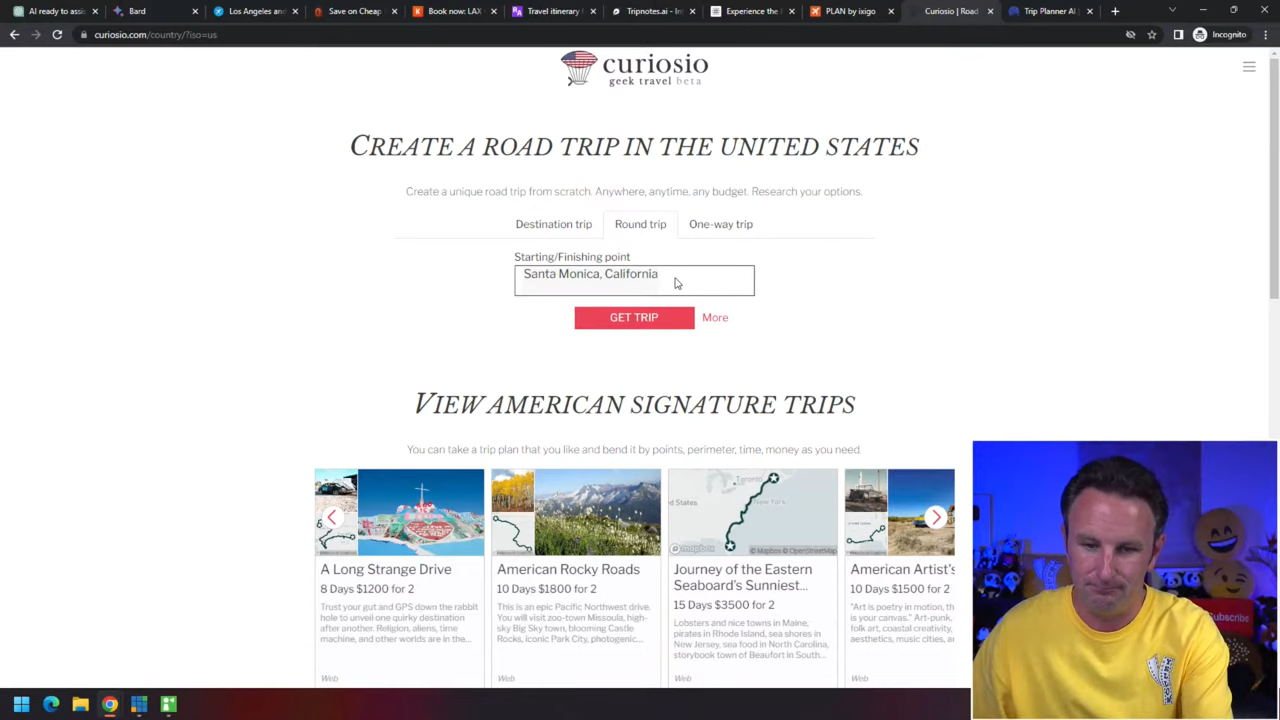 AI ready to assi
Bard
Los Angeles and
Save on Cheap
Book now: LAX
Travel itinerary
Tripnotes.ai - In
Experience the
PLAN by ixigo
Curiosio | Road
Trip Planner AI |
curiosio.com/country/?iso=us
Incognito
curiosio
geek travel beta
CREATE A ROAD TRIP IN THE UNITED STATES
Create a unique road trip from scratch. Anywhere, anytime, any budget. Research your options.
Destination trip
Round trip
One-way trip
Starting/Finishing point
Santa Monica, California
GET TRIP
More
VIEW AMERICAN SIGNATURE TRIPS
You can take a trip plan that you like and bend it by points, perimeter, time, money as you need.
A Long Strange Drive
8 Days $1200 for 2
Trust your gut and GPS down the rabbit
hole to unveil one quirky destination
after another. Religion, aliens, time
machine, and other worlds are in the...
Web
American Rocky Roads
10 Days $1800 for 2
This is an epic Pacific Northwest drive.
You will visit zoo-town Missoula, high-
sky Big Sky town, blooming Castle
Rocks, iconic Park City, photogenic...
Web
Toronto
d States
New York
mapbox
© Mapbox © OpenStreetMap
Journey of the Eastern
Seaboard's Sunniest...
15 Days $3500 for 2
Lobsters and nice towns in Maine,
pirates in Rhode Island, sea shores in
New Jersey, sea food in North Carolina,
storybook town of Beaufort in South...
Web
American Artist's
10 Days $1500 for 2
"Art is poetry in motion, th
is your canvas." Art-punk,
folk art, coastal creativity,
aesthetics, music cities, an
Web
Subscribe